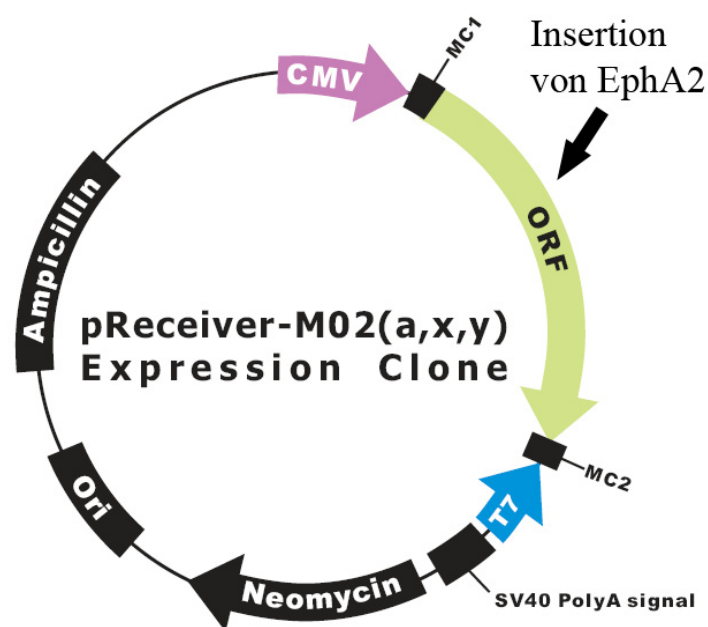 CMV
MC1
Insertion
von EphA2
ORF
Ampicillin
pReceiver-M02(a,x,y)
Expression Clone
MC2
T7
Ori
Neomycin
SV40 PolyA signal